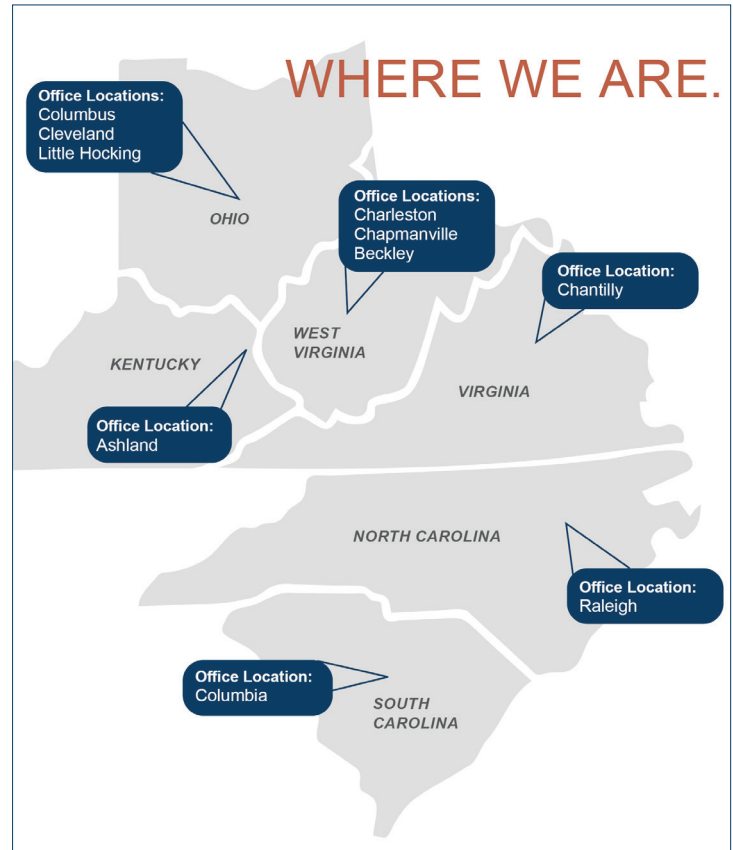 WHERE WE ARE.
Office Locations:
Columbus
Cleveland
Little Hocking
OHIO
Office Locations:
Charleston
Chapmanville
Beckley
WEST
VIRGINIA
Office Location:
Chantilly
VIRGINIA
KENTUCKY
Office Location:
Ashland
NORTH CAROLINA
Office Location:
Raleigh
Office Location:
Columbia
SOUTH
CAROLINA